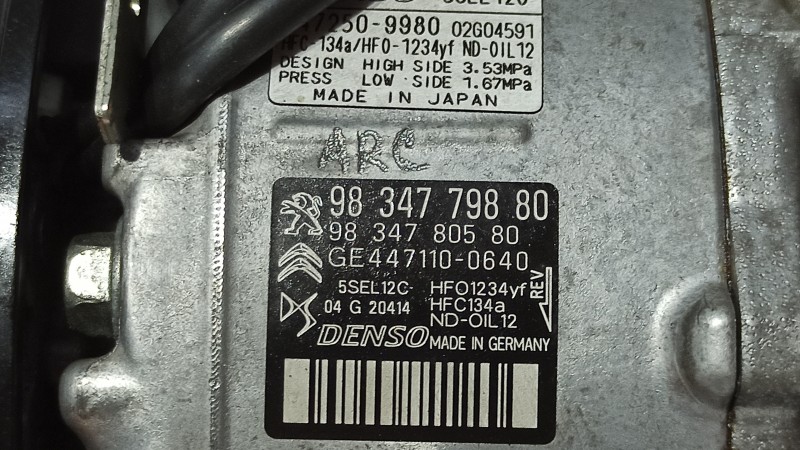 7250-9980 02G04591
HFC-134a/HFO-1234yf ND-OIL12
DESIGN HIGH SIDE 3.53MPa
PRESS LOW SIDE 1.67MPa
MADE IN JAPAN
ARC
98 347 798 80
98 347 805 80
GE447110-0640
5SEL12C HFO1234yf
04 G 20414 HFC134a
ND-OIL12
REV
DENSO MADE IN GERMANY